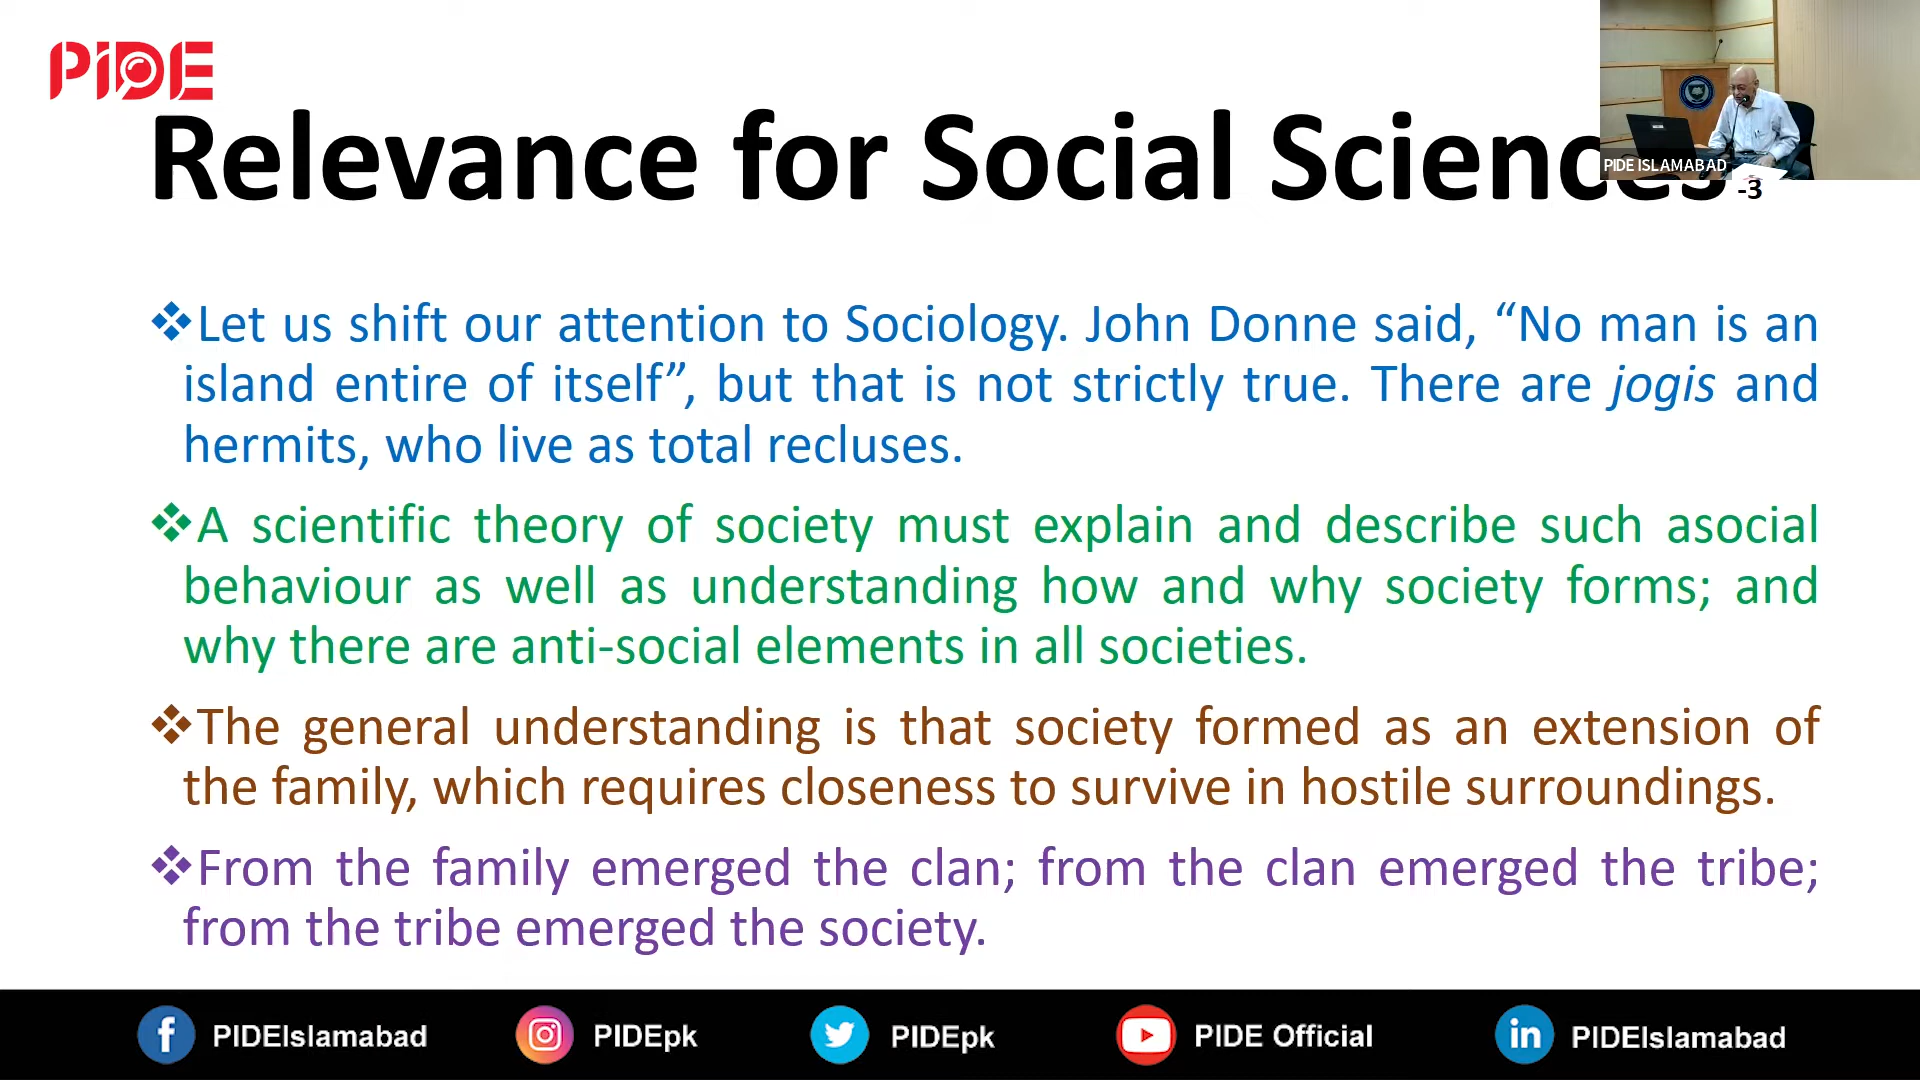 PIDE
Relevance for Social Sciences -3
PIDE ISLAMABAD
❖Let us shift our attention to Sociology. John Donne said, “No man is an
island entire of itself”, but that is not strictly true. There are jogis and
hermits, who live as total recluses.
❖A scientific theory of society must explain and describe such asocial
behaviour as well as understanding how and why society forms; and
why there are anti-social elements in all societies.
❖The general understanding is that society formed as an extension of
the family, which requires closeness to survive in hostile surroundings.
❖From the family emerged the clan; from the clan emerged the tribe;
from the tribe emerged the society.
PIDEIslamabad PIDEpk PIDEpk PIDE Official PIDEIslamabad